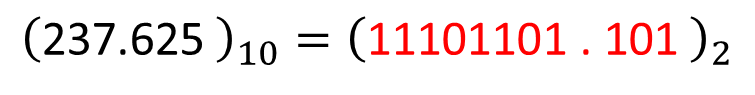 (237.625 )₁₀ = (11101101 . 101 )₂